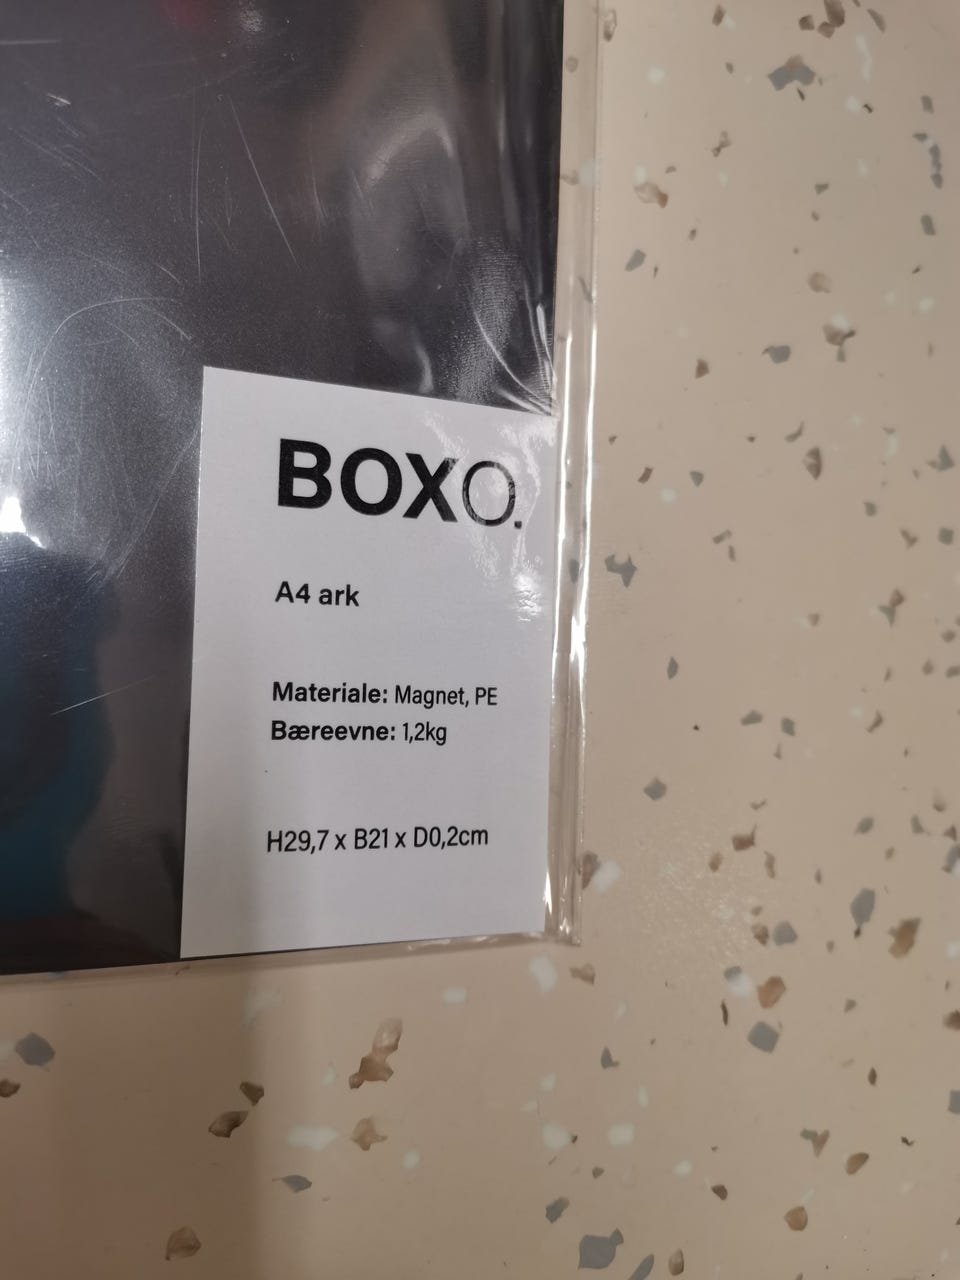 BOXO.
A4 ark
Materiale: Magnet, PE
Bæreevne: 1,2kg
H29,7 x B21 x D0,2cm